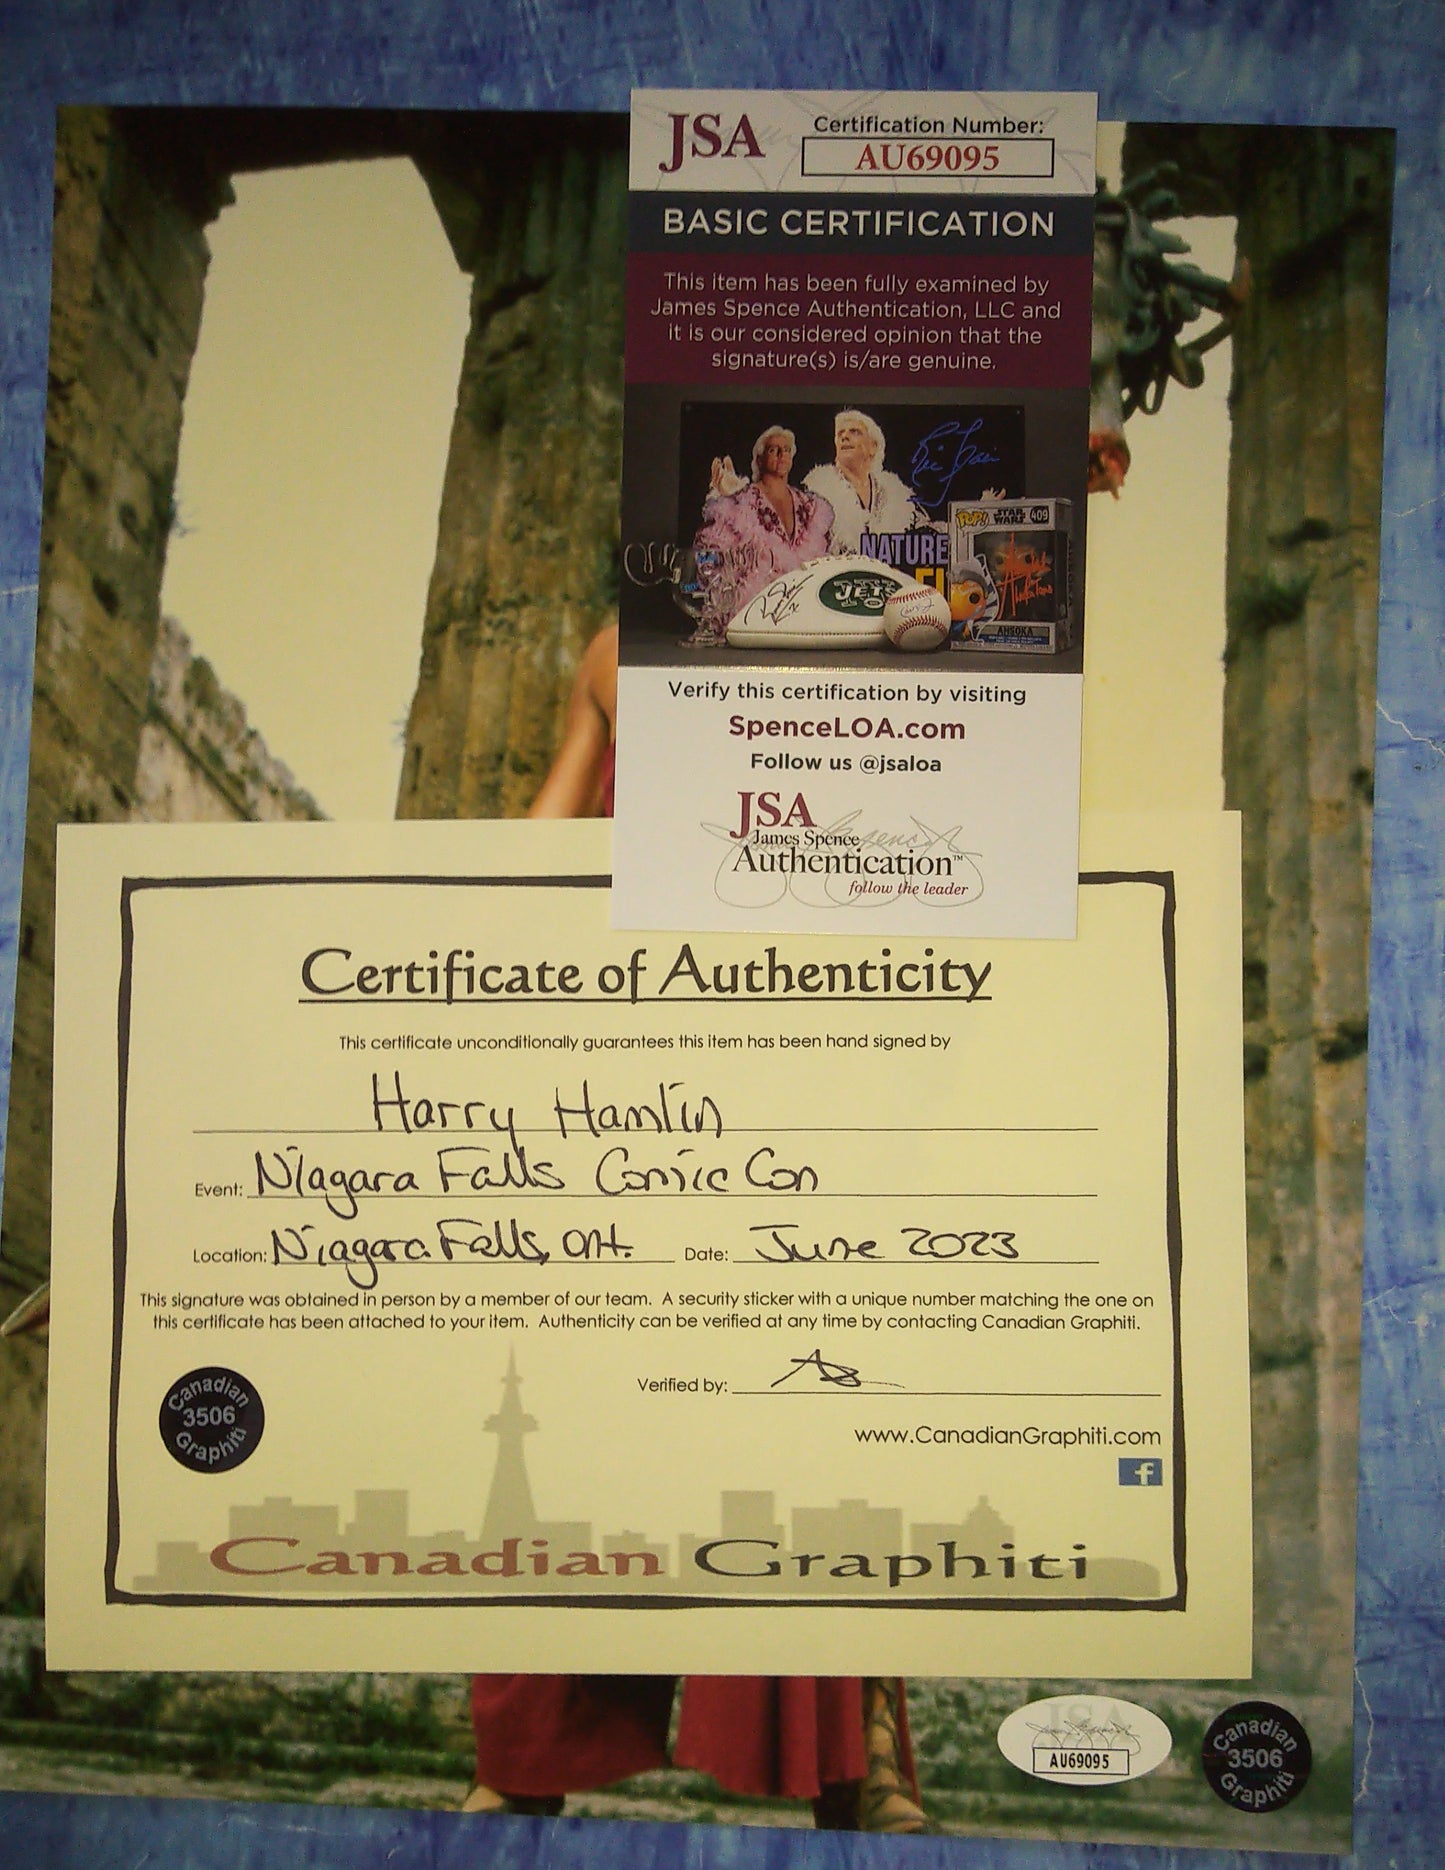 JSA
Certification Number:
AU69095
BASIC CERTIFICATION
This item has been fully examined by
James Spence Authentication, LLC and
it is our considered opinion that the
signature(s) is/are genuine.
POP! STAR WARS 409
NATURE
JETS
AHSOKA
Verify this certification by visiting
SpenceLOA.com
Follow us @jsaloa
JSA
James Spence
Authentication™
follow the leader
Certificate of Authenticity
This certificate unconditionally guarantees this item has been hand signed by
Harry Hamlin
Event: Niagara Falls Comic Con
Location: Niagara Falls, Ont. Date: June 2023
This signature was obtained in person by a member of our team. A security sticker with a unique number matching the one on
this certificate has been attached to your item. Authenticity can be verified at any time by contacting Canadian Graphiti.
Verified by:
Canadian
3506
Graphiti
www.CanadianGraphiti.com
f
Canadian Graphiti
JSA
AU69095
Canadian
3506
Graphiti